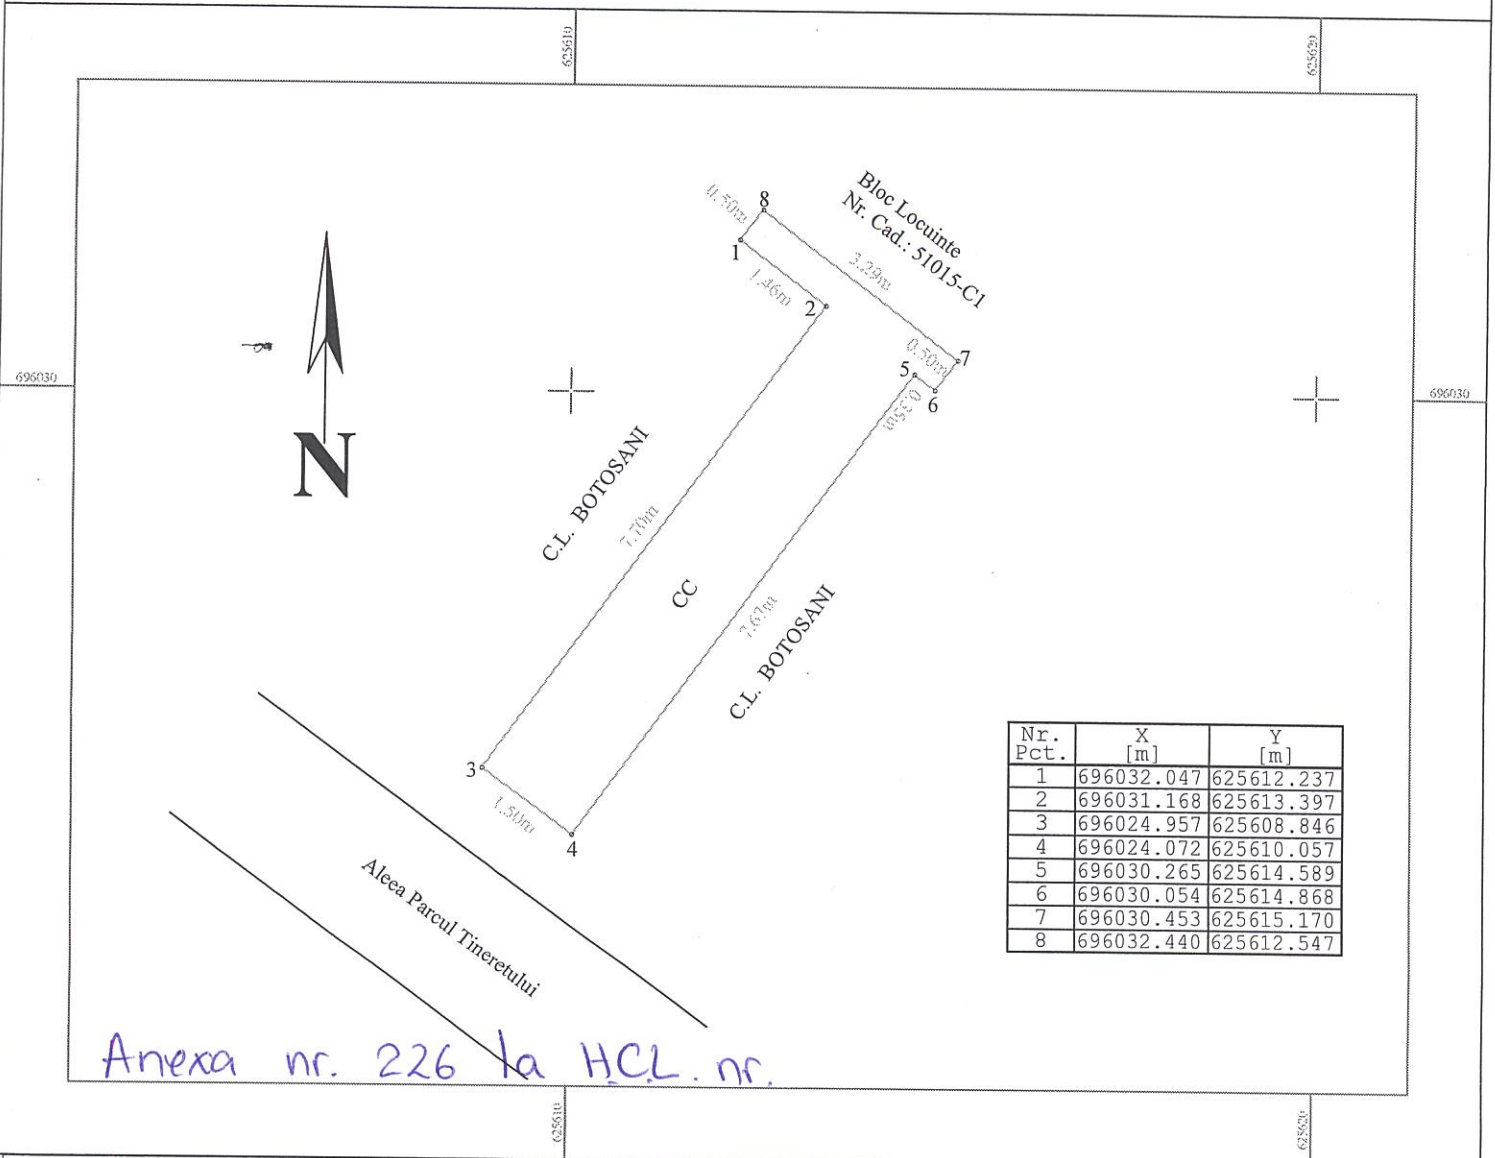 625610
625620
8
0.50m
Bloc Locuinte
Nr. Cad.: 51015-C1
1
3.29m
1.46m
2
0.50m
7
5
6
0.35m
696030
696030
N
C.L. BOTOSANI
7.70m
CC
7.67m
C.L. BOTOSANI
3
1.50m
4
Aleea Parcul Tineretului
Nr. Pct. X [m] Y [m]
1 696032.047 625612.237
2 696031.168 625613.397
3 696024.957 625608.846
4 696024.072 625610.057
5 696030.265 625614.589
6 696030.054 625614.868
7 696030.453 625615.170
8 696032.440 625612.547
Anexa nr. 226 la H.C.L. nr.
625610
625620